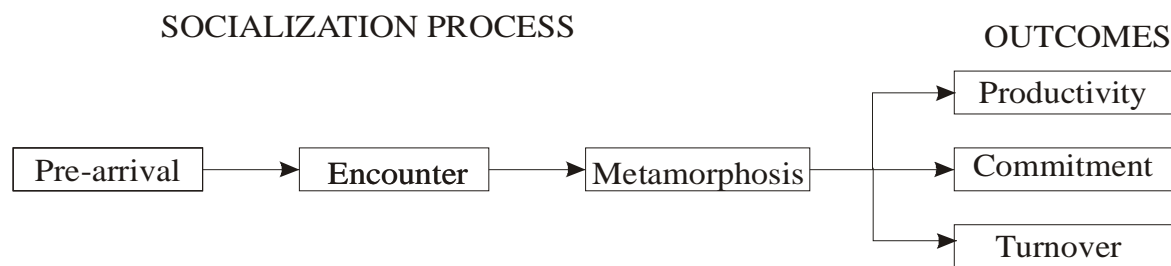 SOCIALIZATION PROCESS
OUTCOMES
Productivity
Pre-arrival
Encounter
Metamorphosis
Commitment
Turnover